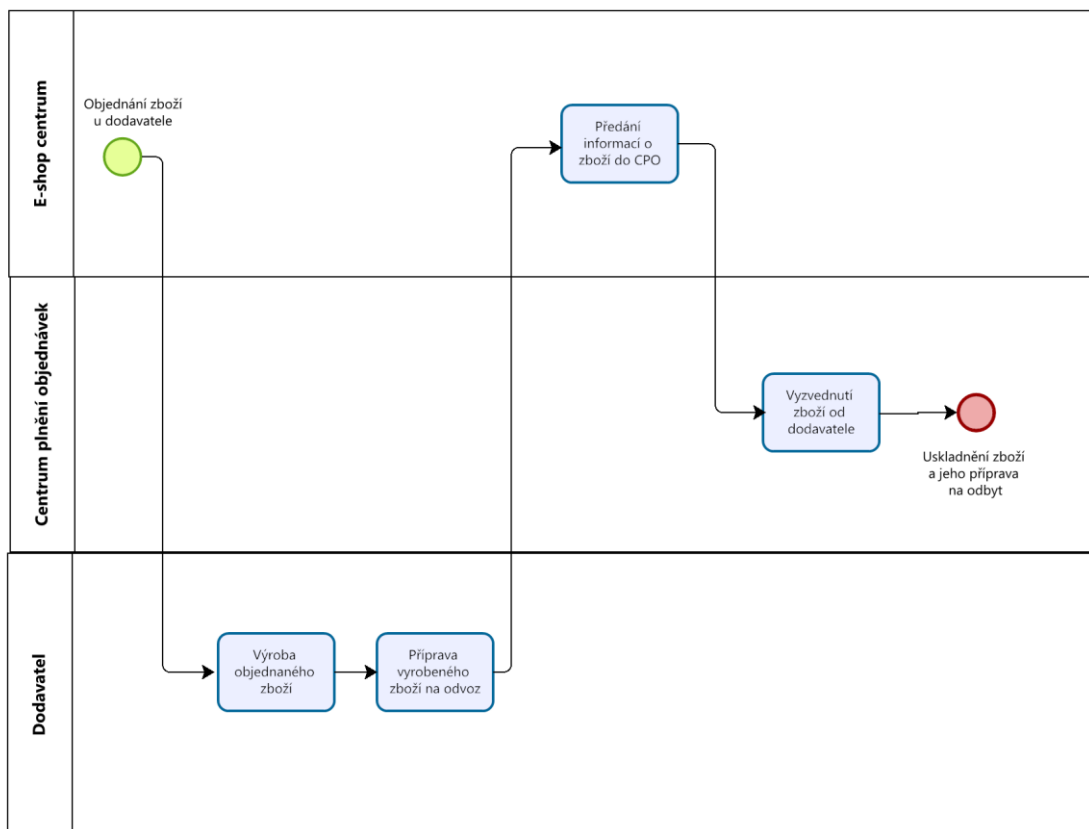 E-shop centrum
Objednání zboží
u dodavatele
Předání
informací o
zboží do CPO
Centrum plnění objednávek
Vyzvednutí
zboží od
dodavatele
Uskladnění zboží
a jeho příprava
na odbyt
Dodavatel
Výroba
objednaného
zboží
Příprava
vyrobeného
zboží na odvoz